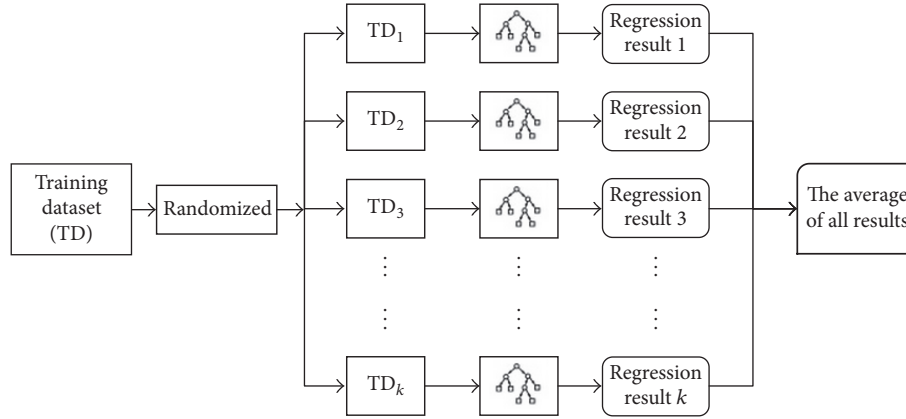 Training
dataset
(TD)
Randomized
TD₁
Regression
result 1
TD₂
Regression
result 2
TD₃
Regression
result 3
TDₖ
Regression
result k
The average
of all results